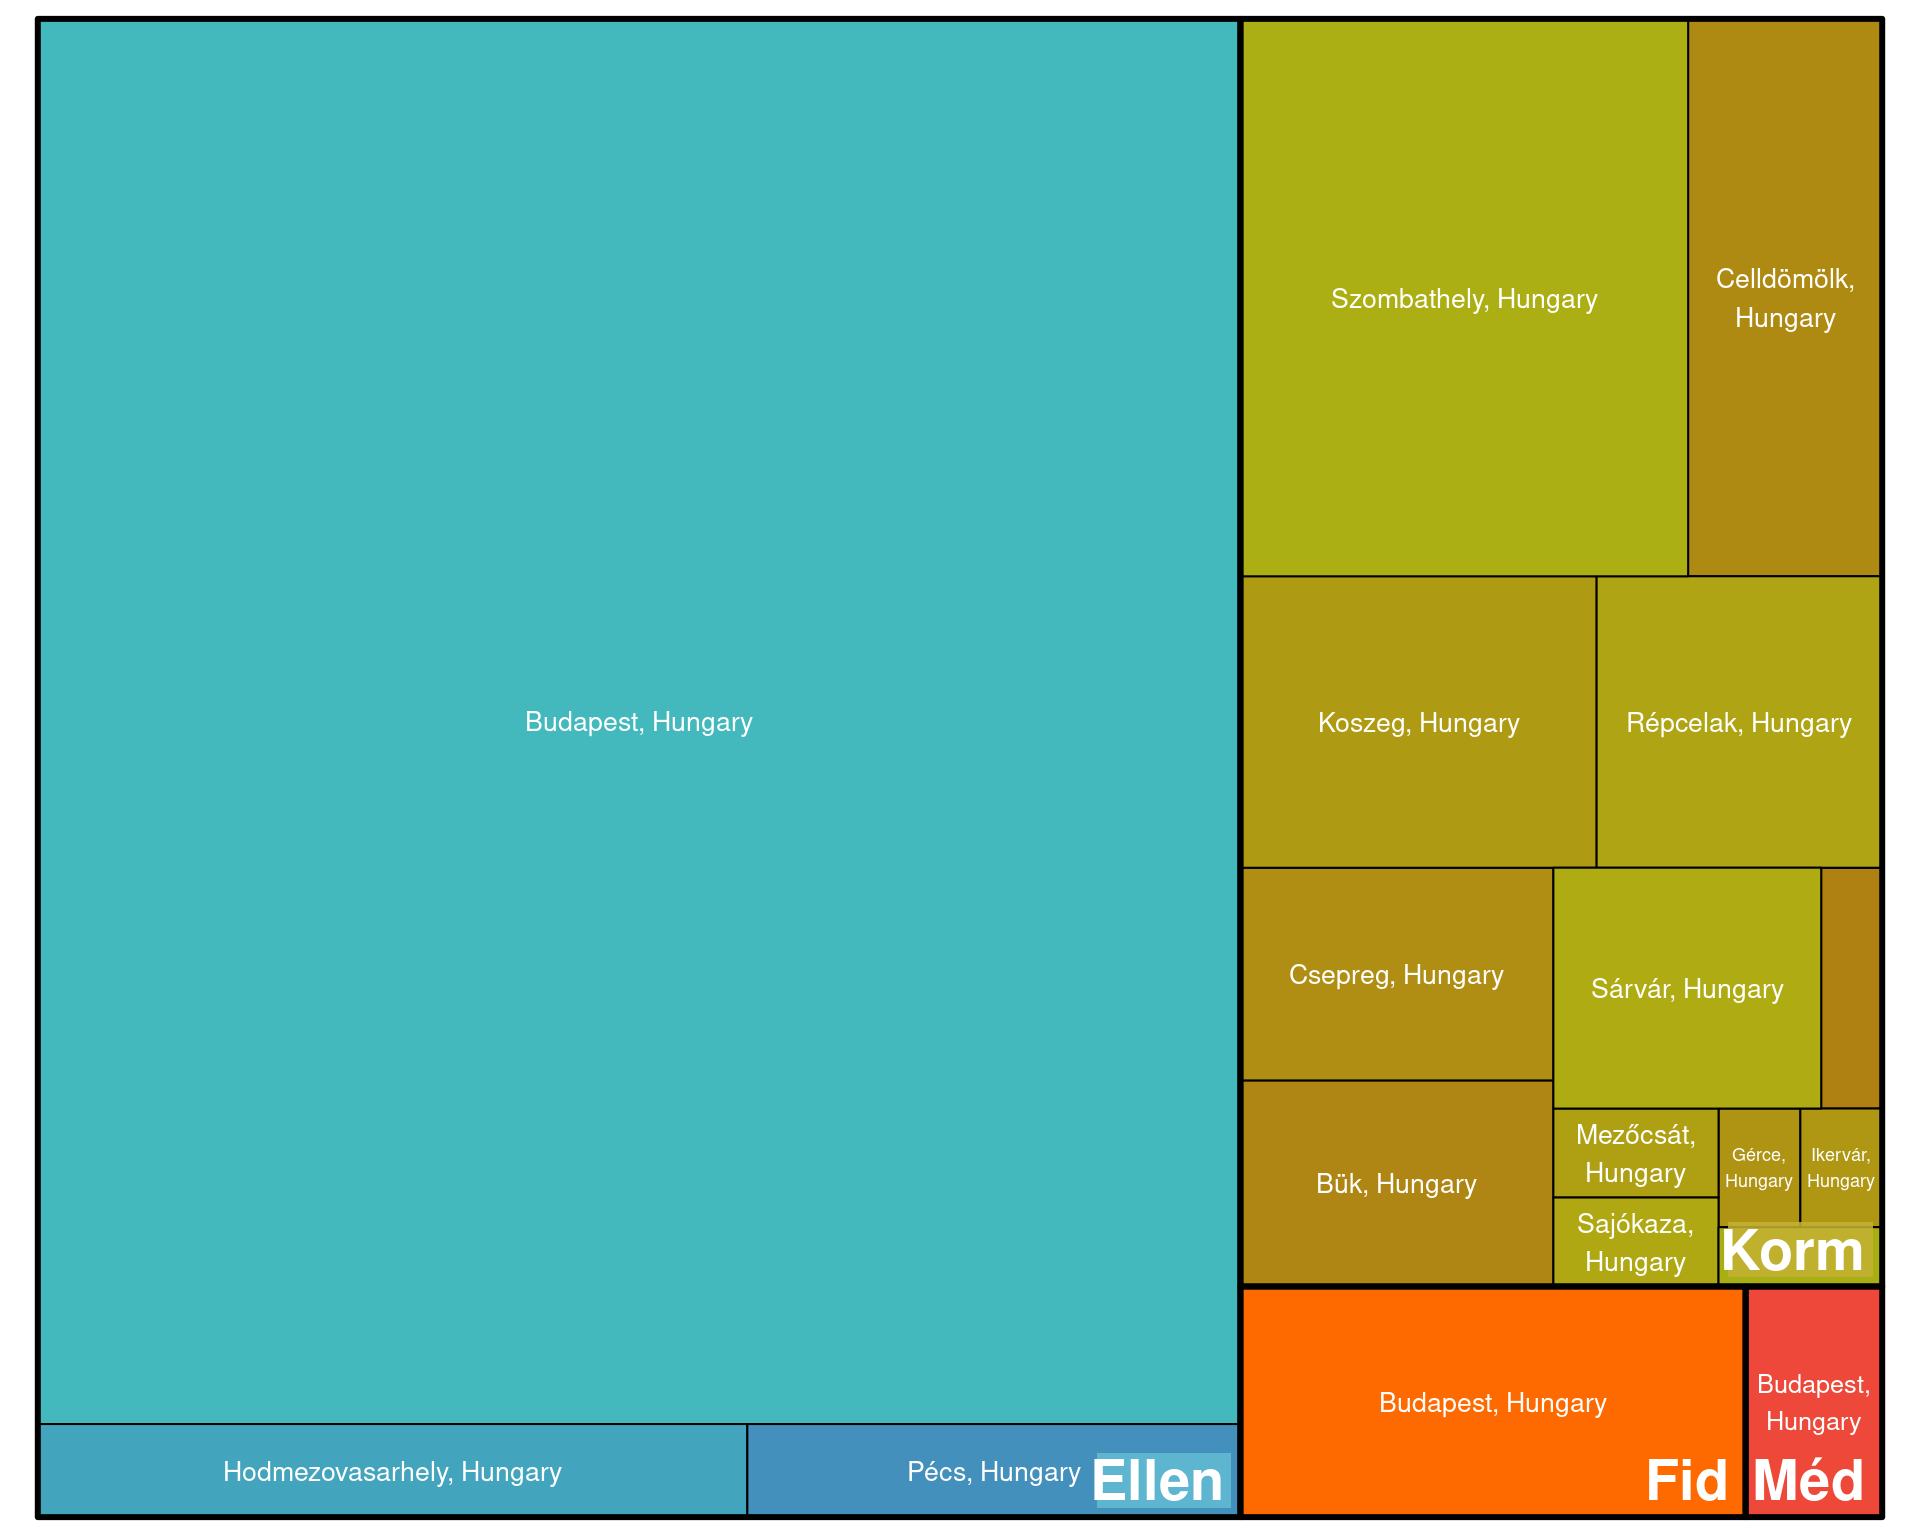 Budapest, Hungary
Hodmezovasarhely, Hungary
Pécs, Hungary
Ellen
Szombathely, Hungary
Celldömölk,
Hungary
Koszeg, Hungary
Répcelak, Hungary
Csepreg, Hungary
Sárvár, Hungary
Bük, Hungary
Mezőcsát,
Hungary
Gérce,
Hungary
Ikervár,
Hungary
Sajókaza,
Hungary
Korm
Budapest, Hungary
Fid
Budapest,
Hungary
Méd